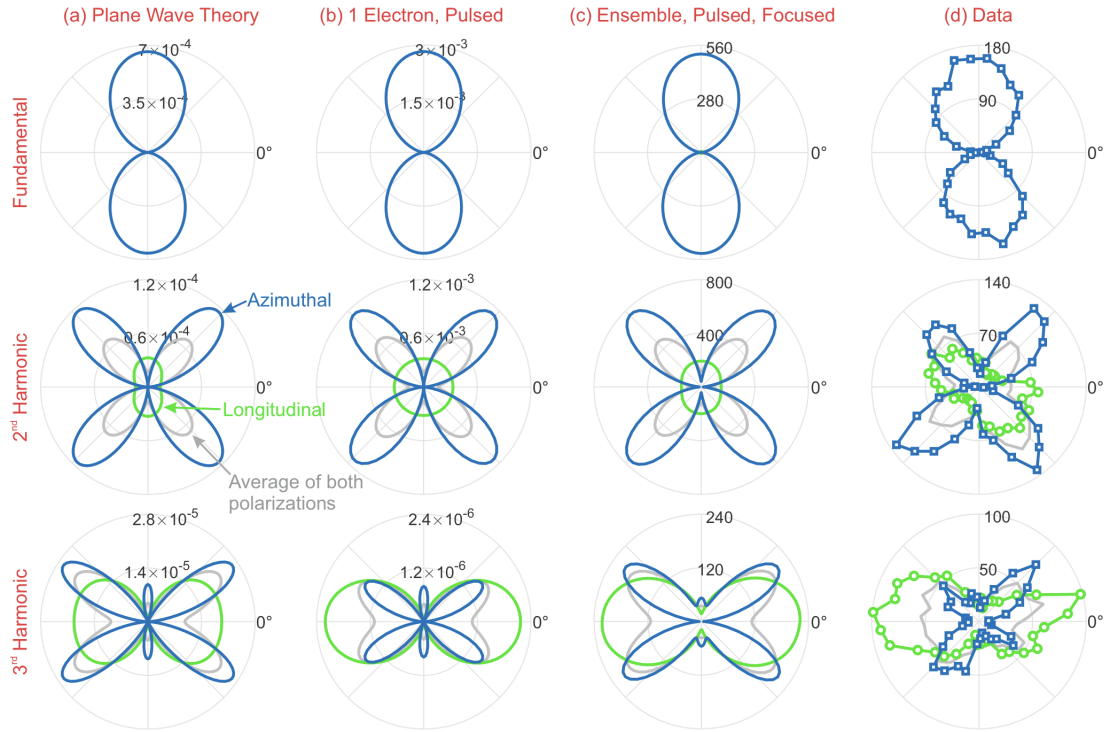 (a) Plane Wave Theory (b) 1 Electron, Pulsed (c) Ensemble, Pulsed, Focused (d) Data
Fundamental
7×10⁻⁴ 3×10⁻³ 560 180
3.5×10⁻⁴ 1.5×10⁻³ 280 90
0° 0° 0° 0°
2nd Harmonic
1.2×10⁻⁴ 1.2×10⁻³ 800 140
Azimuthal
0.6×10⁻⁴ 0.6×10⁻³ 400 70
0° 0° 0° 0°
Longitudinal
Average of both
polarizations
3rd Harmonic
2.8×10⁻⁵ 2.4×10⁻⁶ 240 100
1.4×10⁻⁵ 1.2×10⁻⁶ 120 50
0° 0° 0° 0°